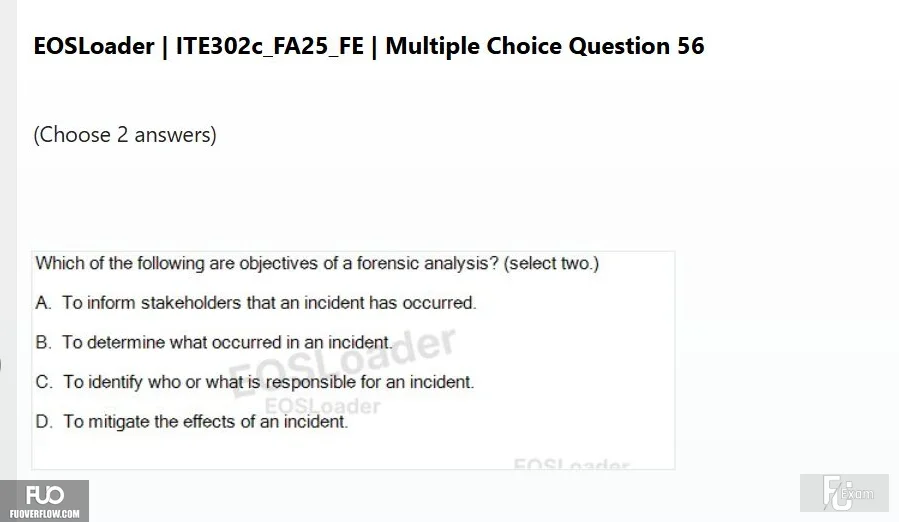 EOSLoader | ITE302c_FA25_FE | Multiple Choice Question 56
(Choose 2 answers)
Which of the following are objectives of a forensic analysis? (select two.)
A. To inform stakeholders that an incident has occurred.
B. To determine what occurred in an incident.
EOSLoader
C. To identify who or what is responsible for an incident.
EOSLoader
D. To mitigate the effects of an incident.
EOSLoader
FUO
FUOVERFLOW.COM
Exam